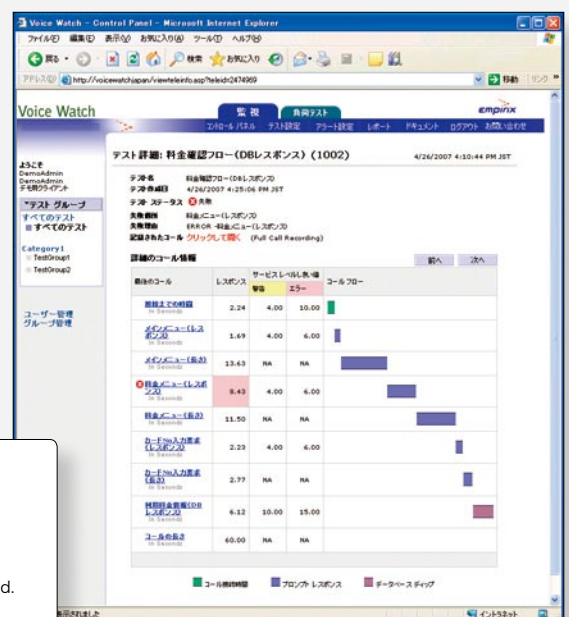 Voice Watch - Control Panel - Microsoft Internet Explorer
ファイル(F) 編集(E) 表示(V) お気に入り(A) ツール(T) ヘルプ(H)
戻る 検索 お気に入り
アドレス(D) http://voicewatchjapan/viewteleinfo.asp?teleid=2474969 移動 リンク
Voice Watch
監視 負荷テスト
empirix
コントロール パネル テスト設定 アラート設定 レポート ドキュメント ログアウト お問い合わせ
テスト詳細: 料金確認フロー(DBレスポンス) (1002)
4/26/2007 4:10:44 PM JST
ようこそ
DemoAdmin
DemoAdmin
デモ用クライアント
テスト グループ
すべてのテスト
すべてのテスト
Category1
TestGroup1
TestGroup2
ユーザー管理
グループ管理
テスト名 料金確認フロー(DBレスポンス)
テスト作成日 4/26/2007 4:25:06 PM JST
テスト ステータス 失敗
失敗個所 料金メニュー(レスポンス)
失敗理由 ERROR -料金メニュー(レスポンス)
記録されたコール クリックして開く (Full Call Recording)
詳細のコール情報
前へ 次へ
最後のコール レスポンス サービスレベルしきい値 コール フロー
警告 エラー
接続までの時間 2.24 4.00 10.00
In Seconds
メインメニュー(レスポンス) 1.69 4.00 6.00
In Seconds
メインメニュー(長さ) 13.63 NA NA
In Seconds
料金メニュー(レスポンス) 8.43 4.00 6.00
In Seconds
料金メニュー(長さ) 11.50 NA NA
In Seconds
カードNo入力要求(レスポンス) 2.23 4.00 6.00
In Seconds
カードNo入力要求(長さ) 2.77 NA NA
In Seconds
利用料金情報(DBレスポンス) 6.12 10.00 15.00
In Seconds
コールの長さ 60.00 NA NA
In Seconds
コール接続時間 プロンプト レスポンス データベース ディップ
d.
表示されました
イントラネット